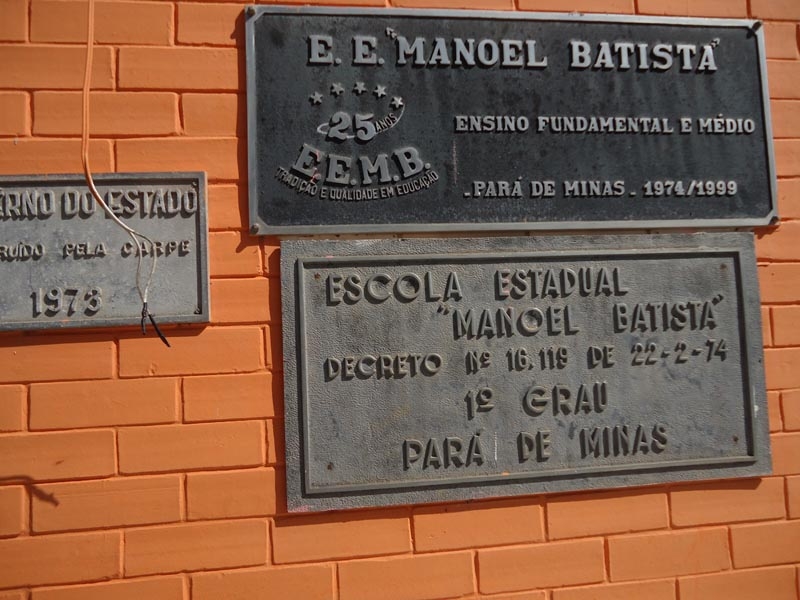 E. E. "MANOEL BATISTA"
25 ANOS
E.E.M.B.
TRADIÇÃO E QUALIDADE EM EDUCAÇÃO
ENSINO FUNDAMENTAL E MÉDIO
-PARÁ DE MINAS- 1974/1999
ERNO DO ESTADO
RUÍDO PELA CARPE
1973
ESCOLA ESTADUAL
"MANOEL BATISTA"
DECRETO Nº 16.119 DE 22-2-74
1º GRAU
PARÁ DE MINAS